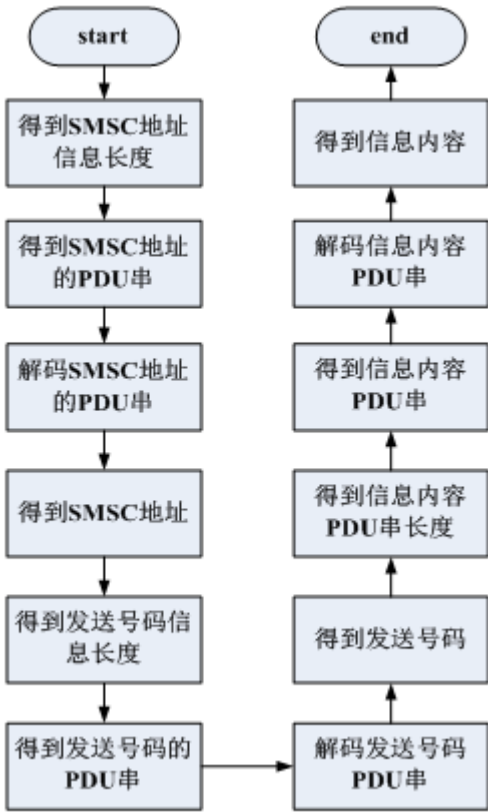 start
得到SMSC地址
信息长度
得到SMSC地址
的PDU串
解码SMSC地址
的PDU串
得到SMSC地址
得到发送号码信
息长度
得到发送号码的
PDU串
解码发送号码
PDU串
得到发送号码
得到信息内容
PDU串长度
得到信息内容
PDU串
解码信息内容
PDU串
得到信息内容
end